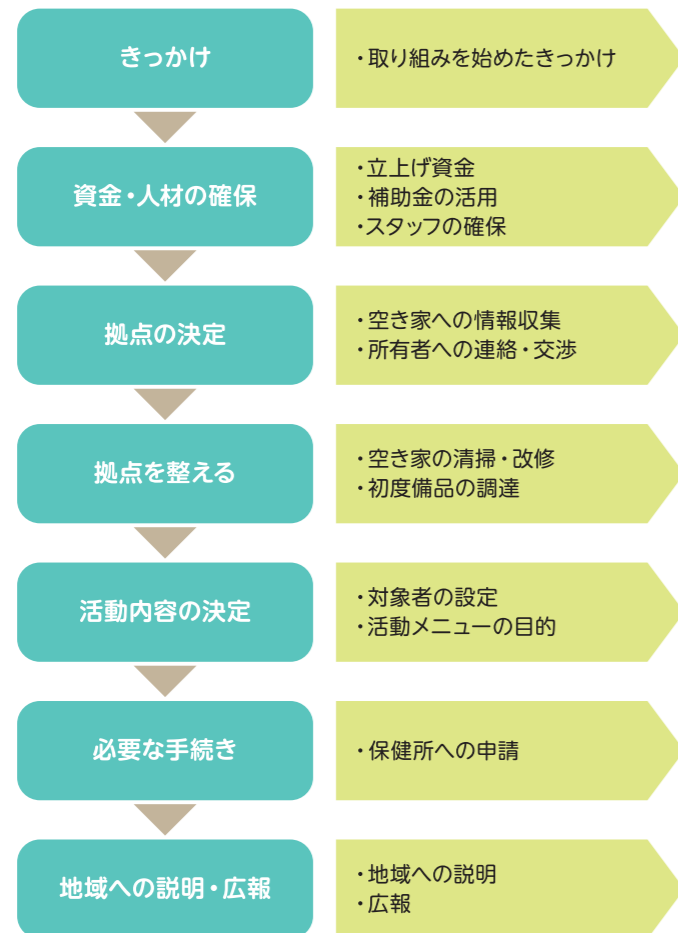 きっかけ
・取り組みを始めたきっかけ
資金・人材の確保
・立上げ資金
・補助金の活用
・スタッフの確保
拠点の決定
・空き家への情報収集
・所有者への連絡・交渉
拠点を整える
・空き家の清掃・改修
・初度備品の調達
活動内容の決定
・対象者の設定
・活動メニューの目的
必要な手続き
・保健所への申請
地域への説明・広報
・地域への説明
・広報